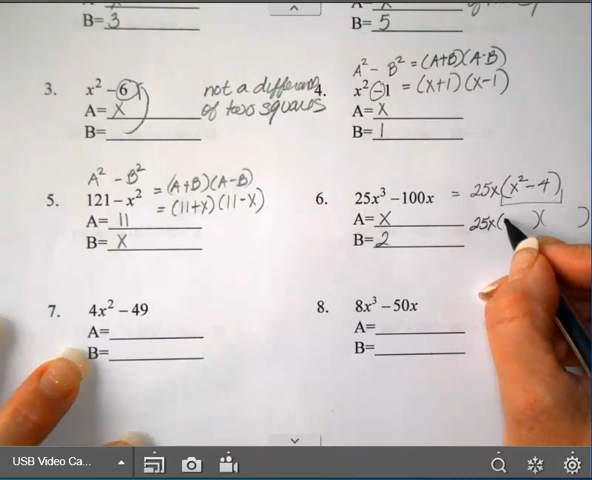 B=3
B=5
3. x² – 6 not a difference
A=x of two squares
B=
A² – B² = (A+B)(A-B)
4. x² – 1 = (x+1)(x-1)
A=x
B=1
A² – B² = (A+B)(A-B)
5. 121 – x² = (11+x)(11-x)
A=11
B=x
6. 25x³ – 100x = 25x(x²-4)
A=x 25x( )( )
B=2
7. 4x² – 49
A=
B=
8. 8x³ – 50x
A=
B=
USB Video Ca...